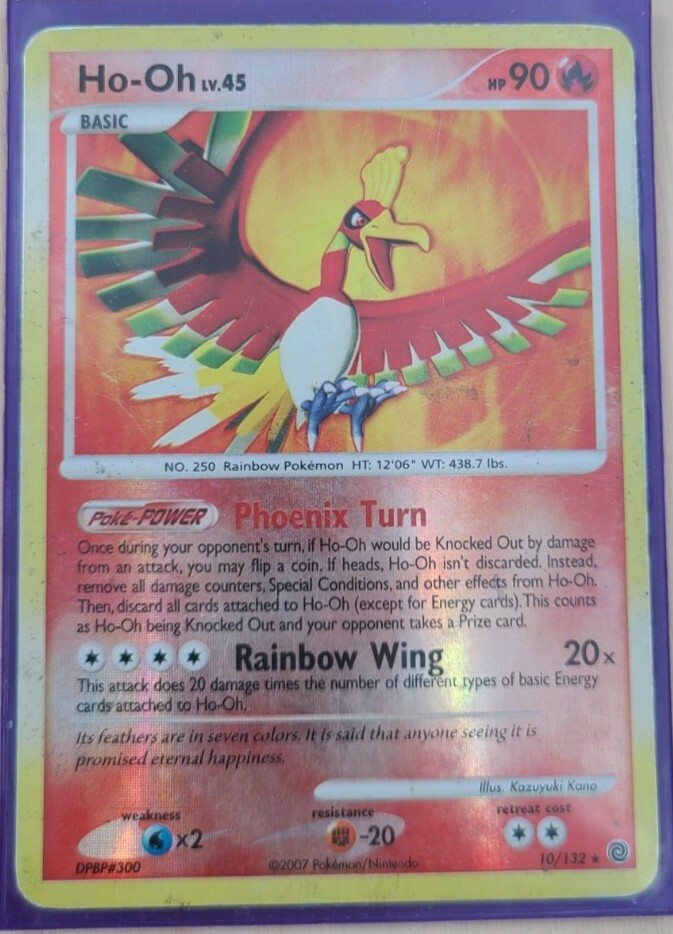 Ho-Oh LV.45
HP 90
BASIC
NO. 250 Rainbow Pokémon HT: 12'06" WT: 438.7 lbs.
Poké-POWER Phoenix Turn
Once during your opponent's turn, if Ho-Oh would be Knocked Out by damage
from an attack, you may flip a coin. If heads, Ho-Oh isn't discarded. Instead,
remove all damage counters, Special Conditions, and other effects from Ho-Oh.
Then, discard all cards attached to Ho-Oh (except for Energy cards). This counts
as Ho-Oh being Knocked Out and your opponent takes a Prize card.
Rainbow Wing 20x
This attack does 20 damage times the number of different types of basic Energy
cards attached to Ho-Oh.
Its feathers are in seven colors. It is said that anyone seeing it is
promised eternal happiness.
Illus. Kazuyuki Kano
weakness resistance retreat cost
x2 -20
DPBP#300 ©2007 Pokémon/Nintendo 10/132 ★